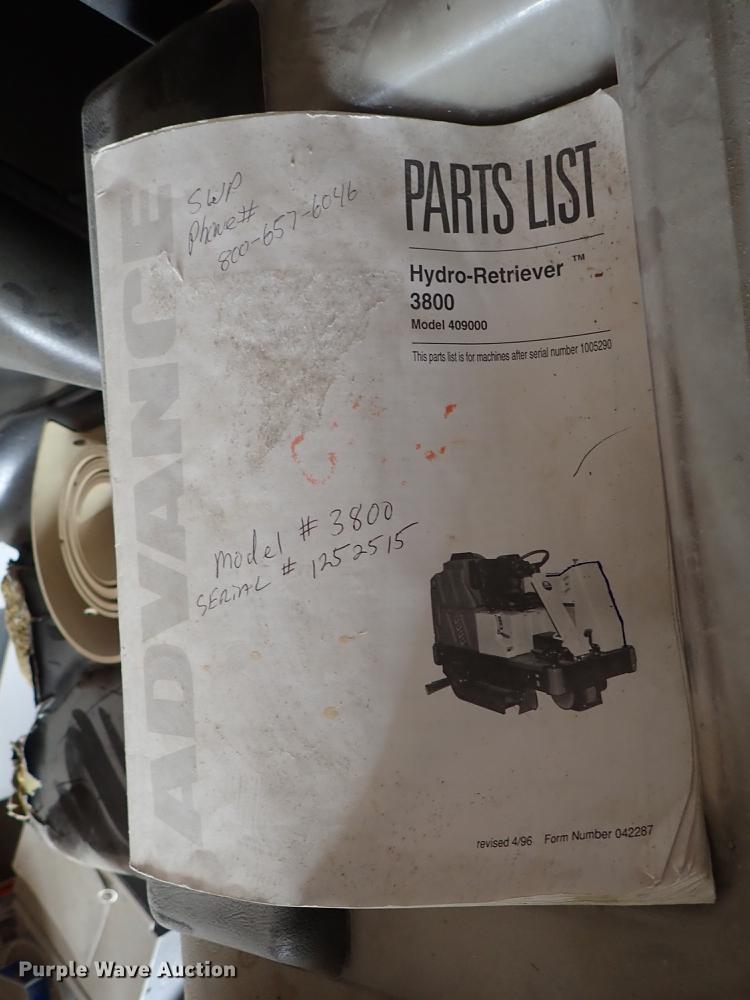 ADVANCE
SWP
Phone#
800-657-6046
PARTS LIST
Hydro-Retriever ™
3800
Model 409000
This parts list is for machines after serial number 1005290
Model # 3800
SERIAL # 1252515
revised 4/96 Form Number 042287
Purple Wave Auction